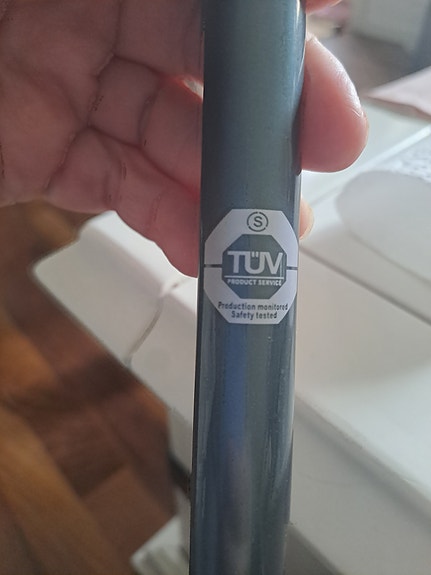 S
TÜV
PRODUCT SERVICE
Production monitored
Safety tested